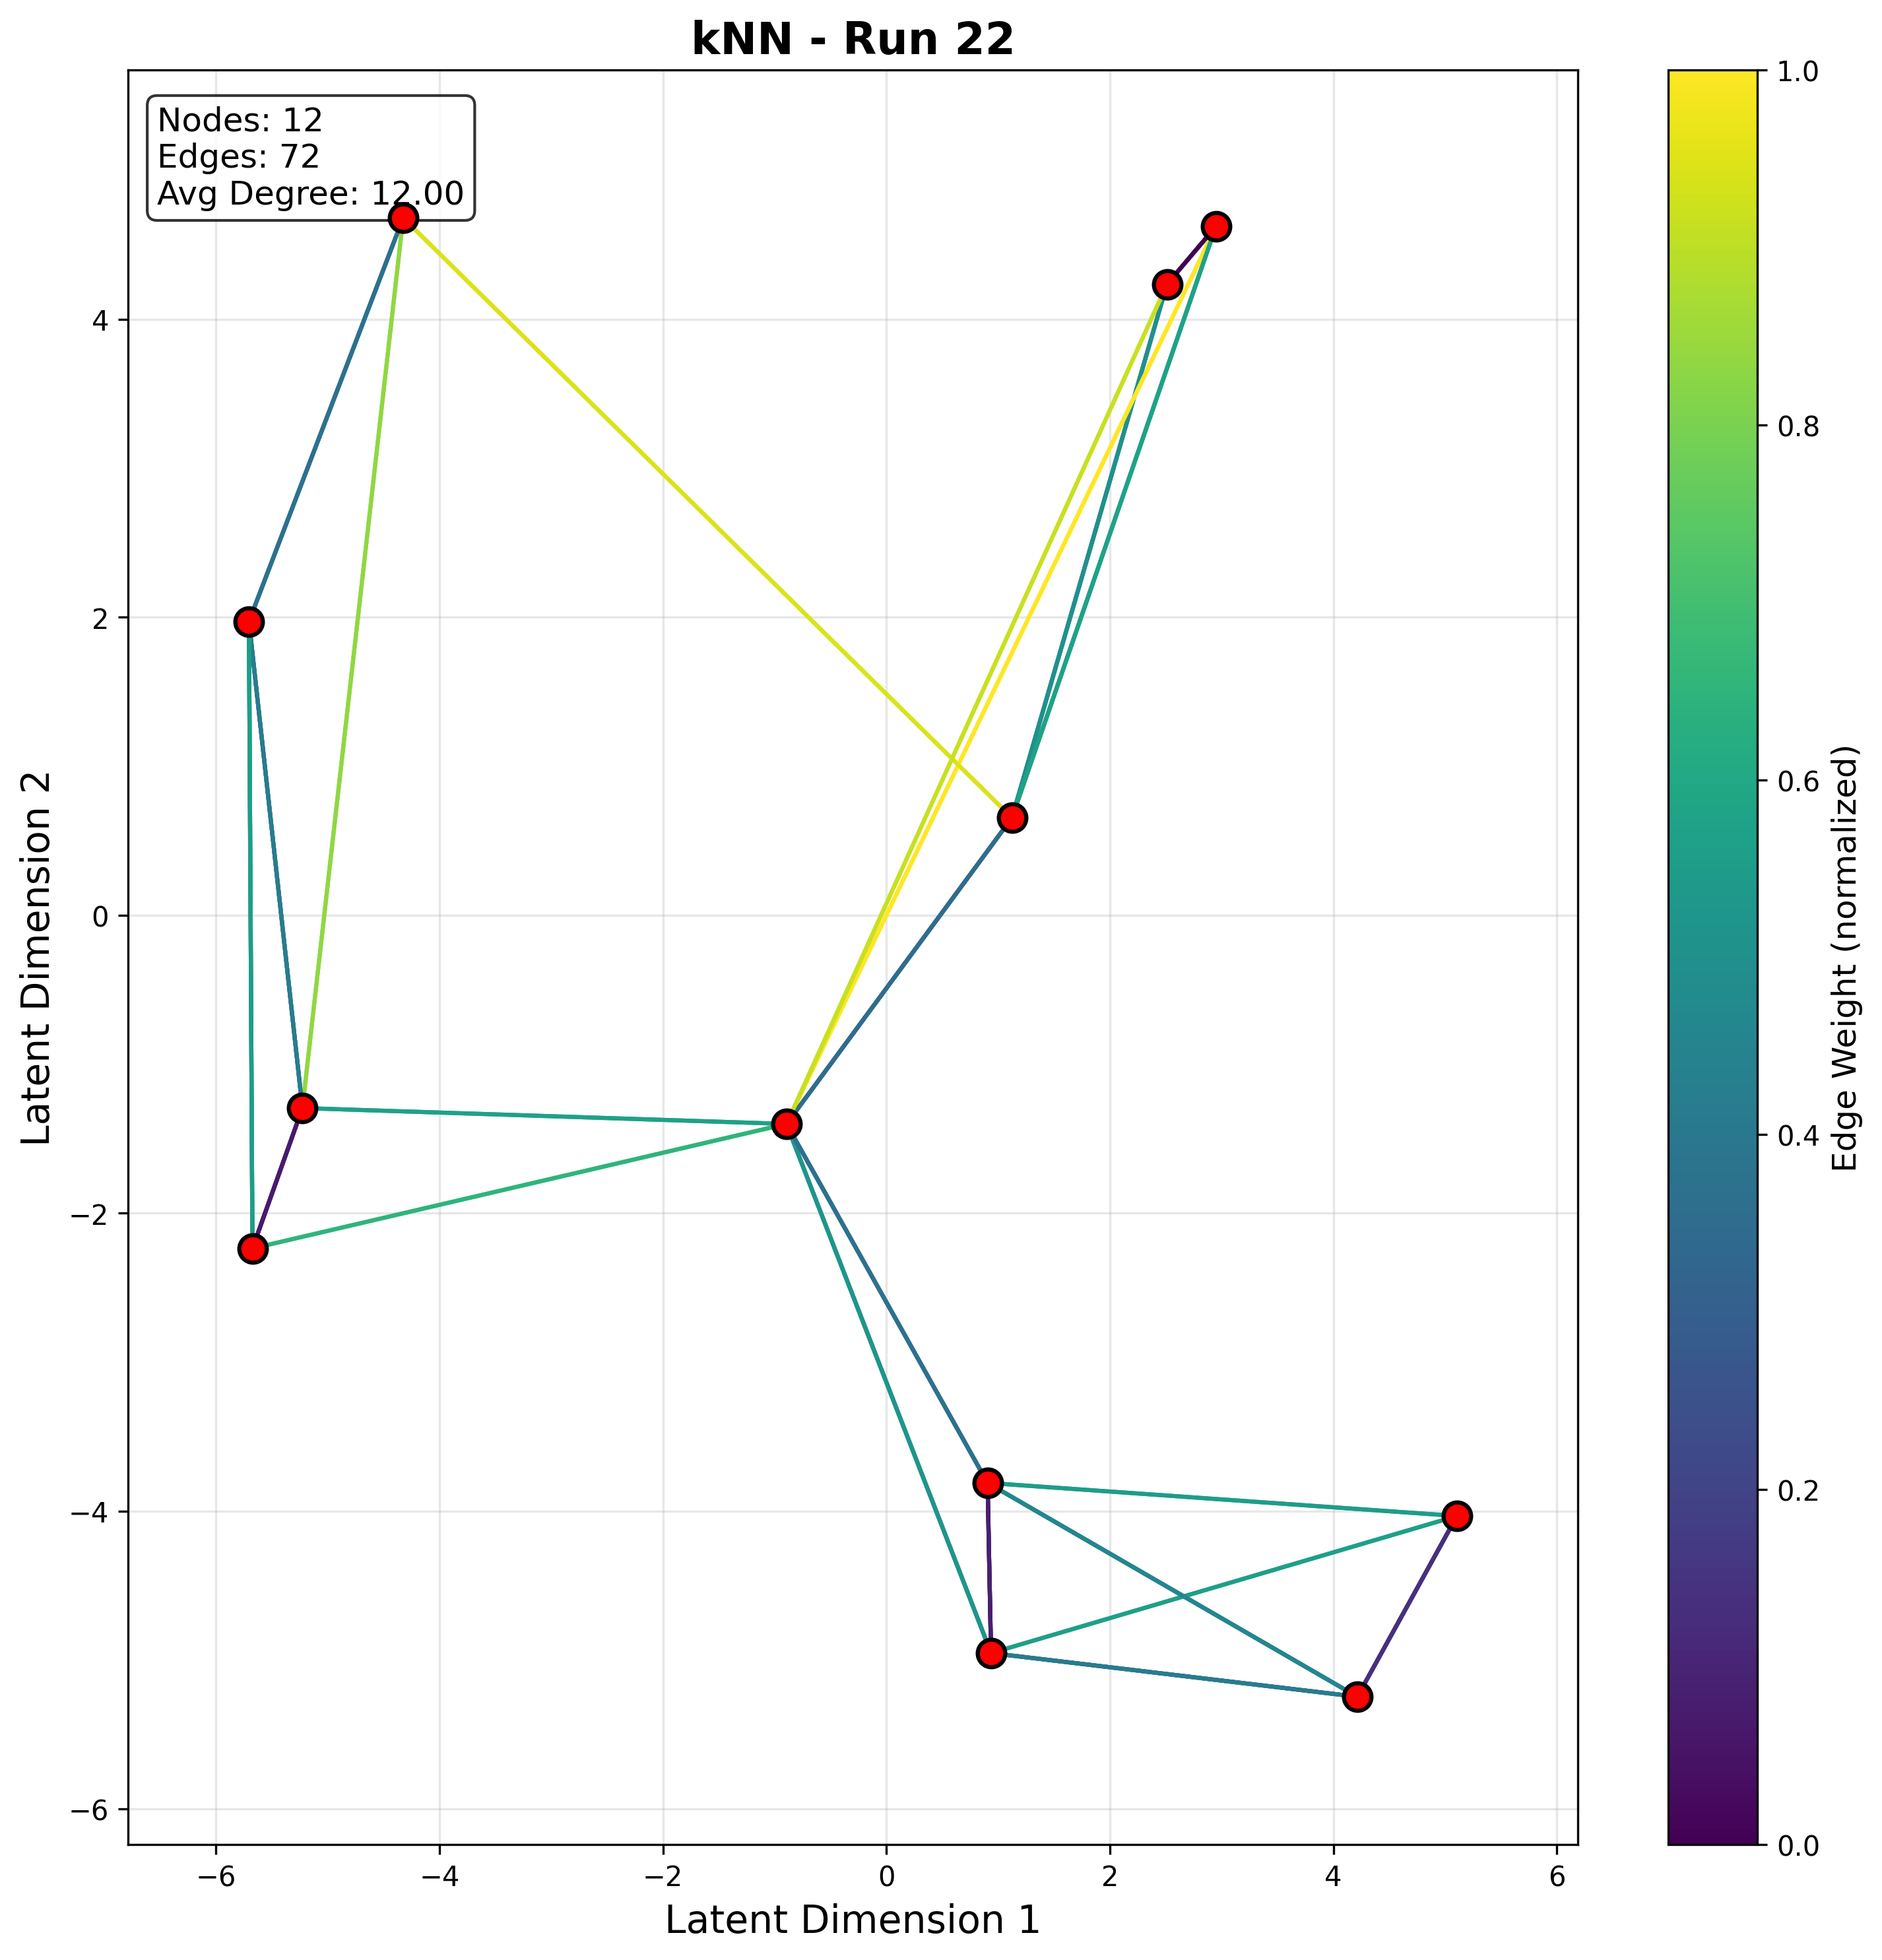 kNN - Run 22
Nodes: 12
Edges: 72
Avg Degree: 12.00
4
2
0
−2
−4
−6
−6
−4
−2
0
2
4
6
Latent Dimension 1
Latent Dimension 2
1.0
0.8
0.6
0.4
0.2
0.0
Edge Weight (normalized)